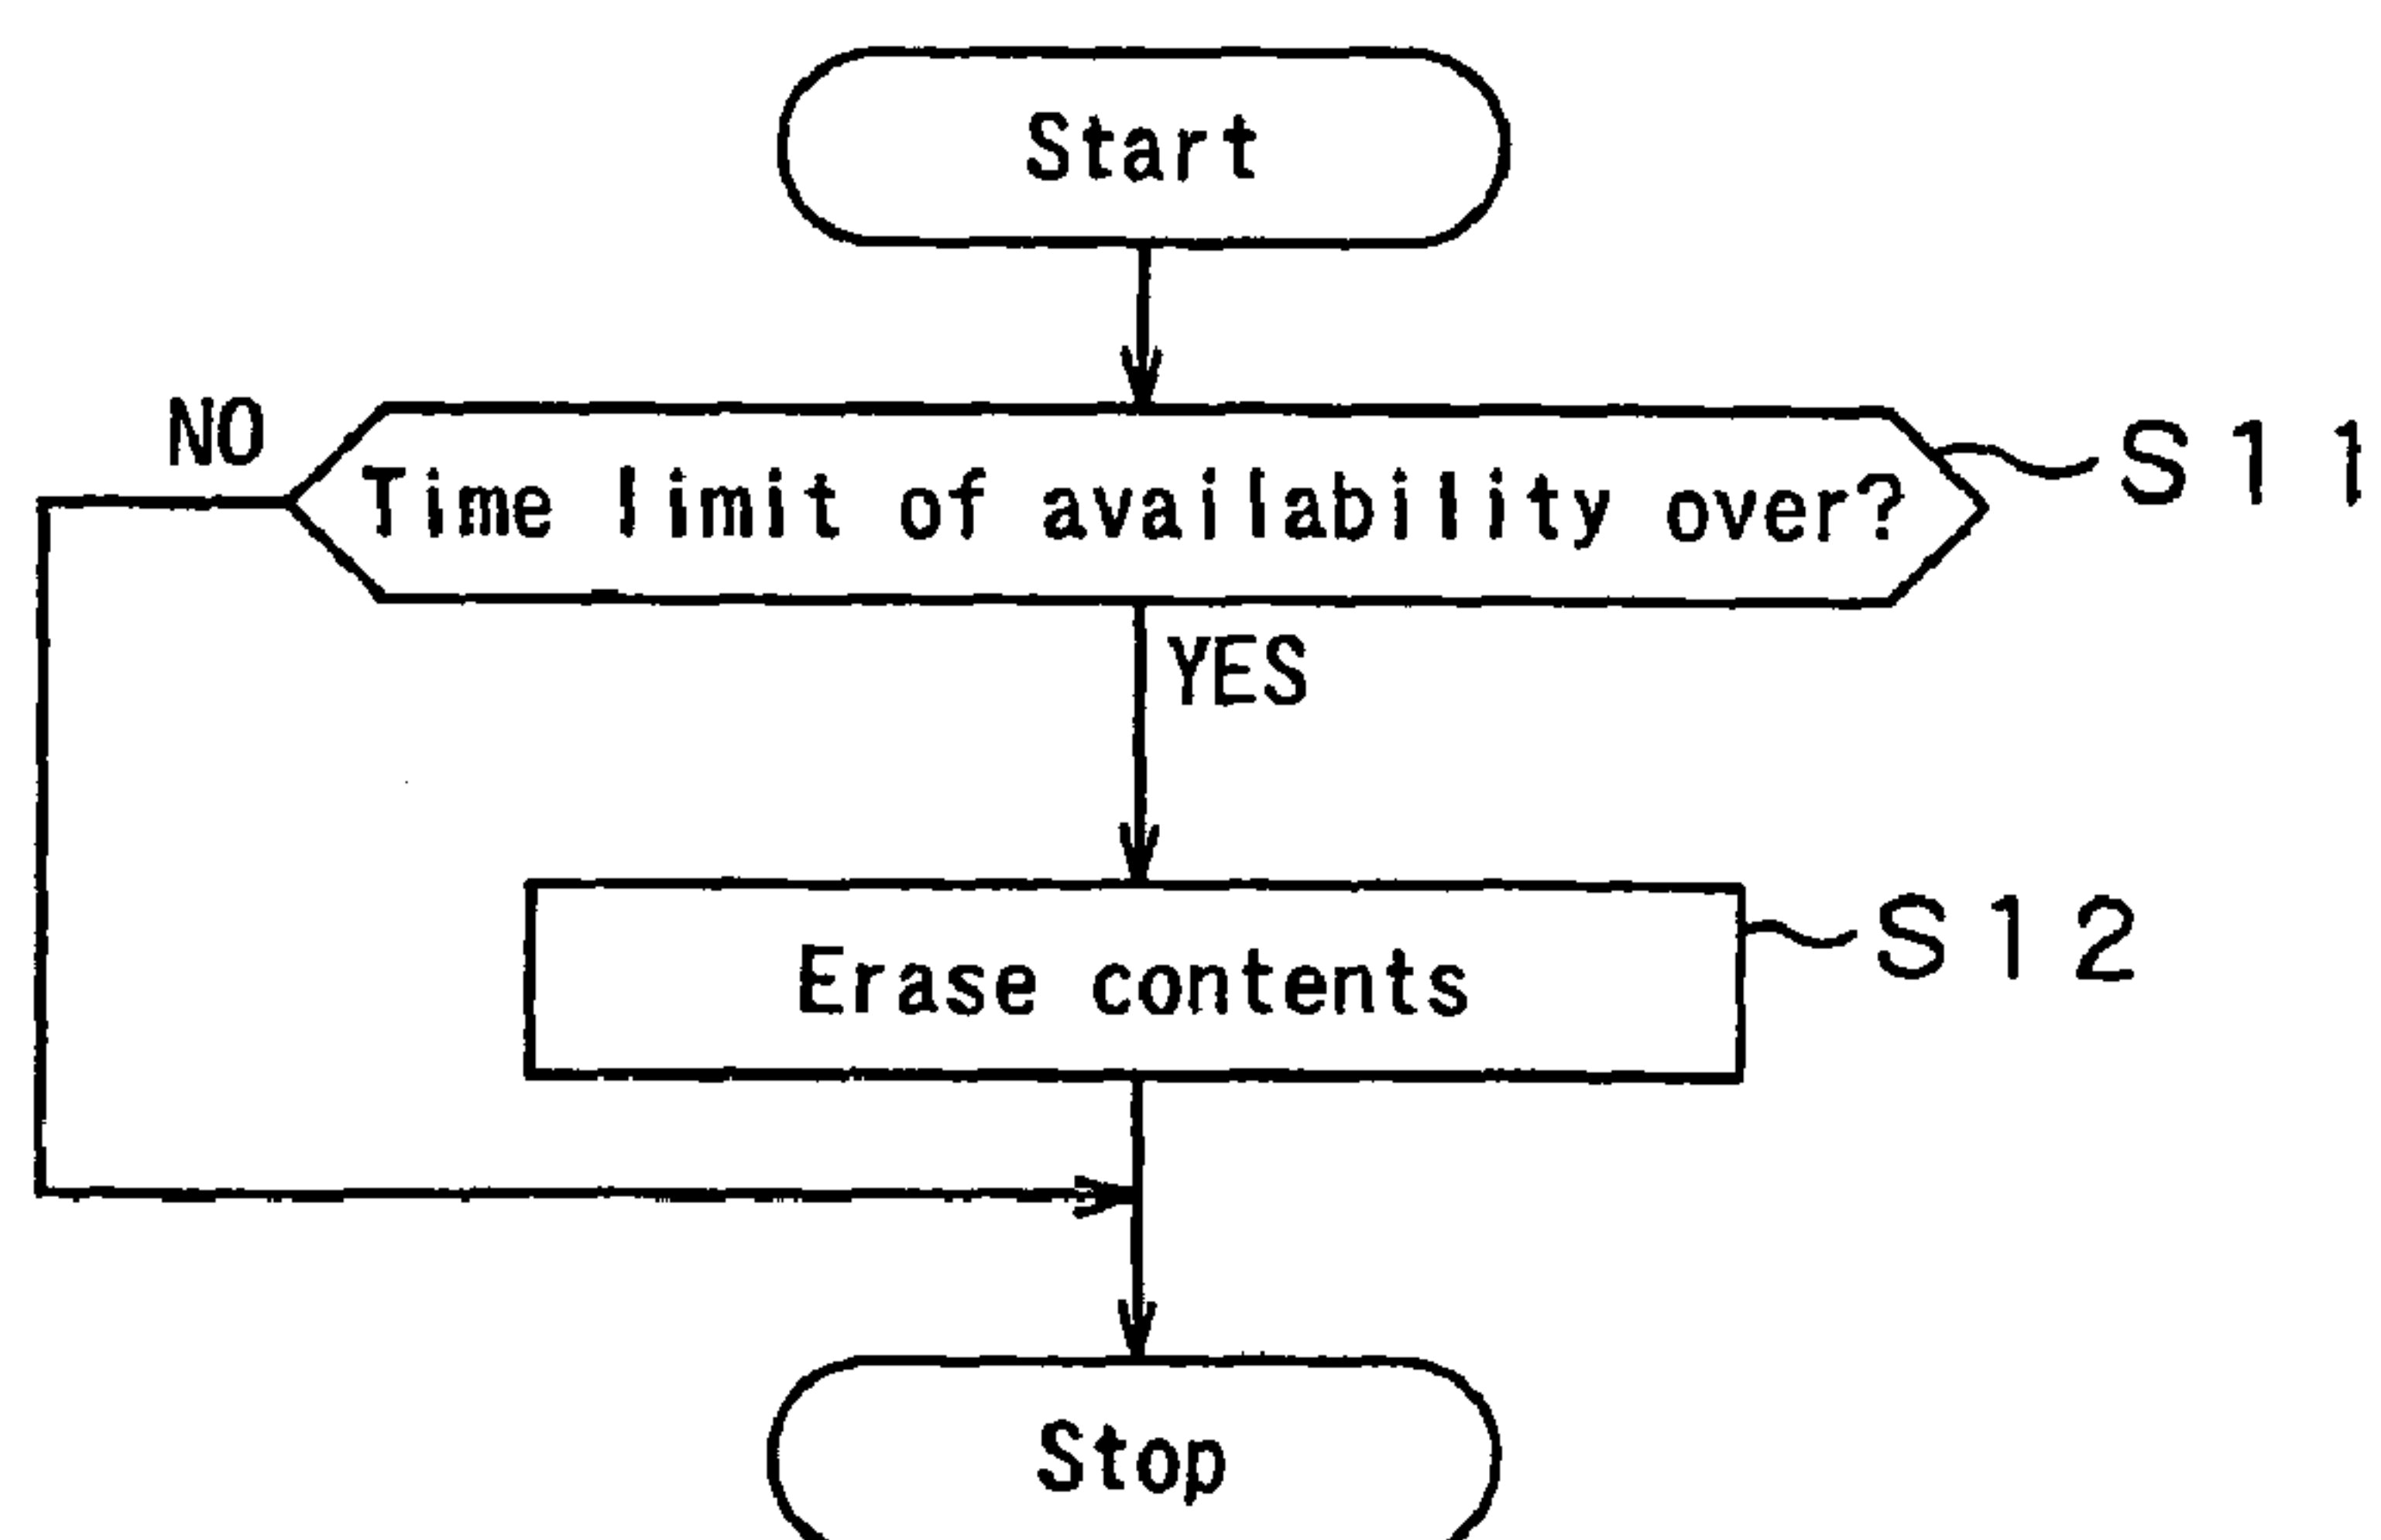 Start
NO
Time limit of availability over?
S11
YES
Erase contents
S12
Stop